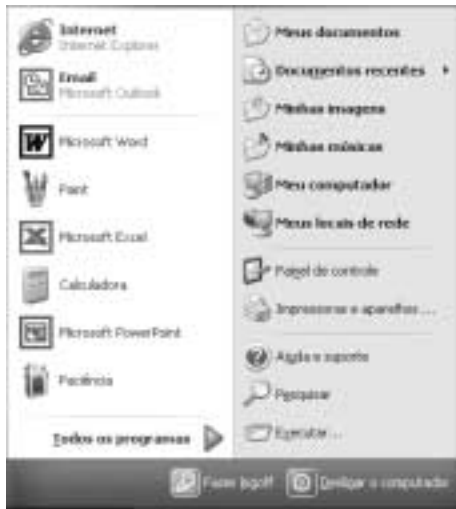 Internet
Internet Explorer
Email
Microsoft Outlook
Microsoft Word
Paint
Microsoft Excel
Calculadora
Microsoft PowerPoint
Paciência
Todos os programas
Meus documentos
Documentos recentes
Minhas imagens
Minhas músicas
Meu computador
Meus locais de rede
Painel de controle
Impressoras e aparelhos ...
Ajuda e suporte
Pesquisar
Executar ...
Fazer logoff
Desligar o computador